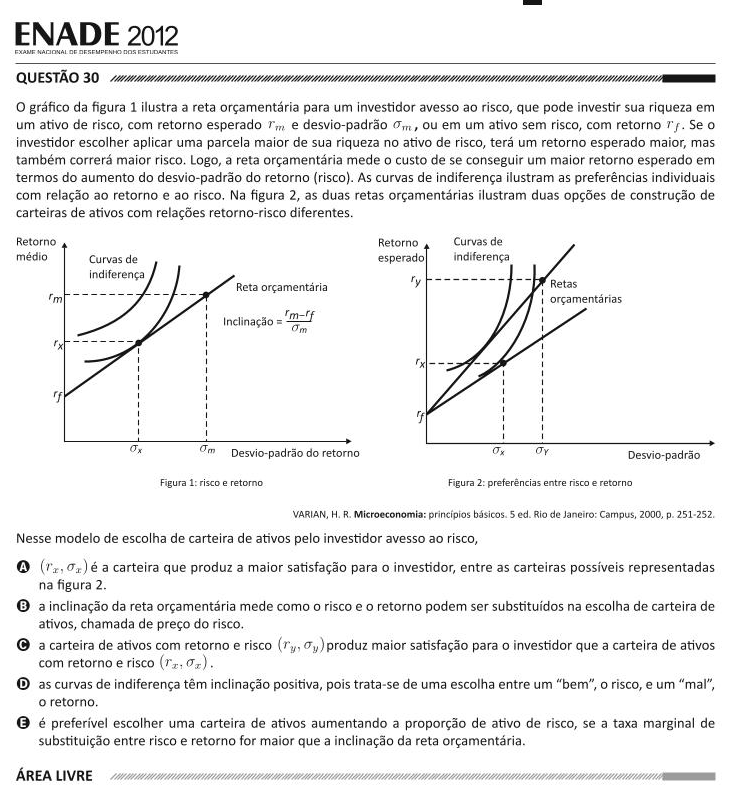 ENADE 2012
EXAME NACIONAL DE DESEMPENHO DOS ESTUDANTES
QUESTÃO 30
O gráfico da figura 1 ilustra a reta orçamentária para um investidor avesso ao risco, que pode investir sua riqueza em
um ativo de risco, com retorno esperado r_m e desvio-padrão σ_m, ou em um ativo sem risco, com retorno r_f. Se o
investidor escolher aplicar uma parcela maior de sua riqueza no ativo de risco, terá um retorno esperado maior, mas
também correrá maior risco. Logo, a reta orçamentária mede o custo de se conseguir um maior retorno esperado em
termos do aumento do desvio-padrão do retorno (risco). As curvas de indiferença ilustram as preferências individuais
com relação ao retorno e ao risco. Na figura 2, as duas retas orçamentárias ilustram duas opções de construção de
carteiras de ativos com relações retorno-risco diferentes.
Retorno
médio
Curvas de
indiferença
Reta orçamentária
Inclinação = (r_m–r_f)/σ_m
r_m
r_x
r_f
σ_x
σ_m
Desvio-padrão do retorno
Figura 1: risco e retorno
Retorno
esperado
Curvas de
indiferença
Retas
orçamentárias
r_y
r_x
r_f
σ_x
σ_Y
Desvio-padrão
Figura 2: preferências entre risco e retorno
VARIAN, H. R. Microeconomia: princípios básicos. 5 ed. Rio de Janeiro: Campus, 2000, p. 251-252.
Nesse modelo de escolha de carteira de ativos pelo investidor avesso ao risco,
A (r_x, σ_x) é a carteira que produz a maior satisfação para o investidor, entre as carteiras possíveis representadas
na figura 2.
B a inclinação da reta orçamentária mede como o risco e o retorno podem ser substituídos na escolha de carteira de
ativos, chamada de preço do risco.
C a carteira de ativos com retorno e risco (r_y, σ_y) produz maior satisfação para o investidor que a carteira de ativos
com retorno e risco (r_x, σ_x).
D as curvas de indiferença têm inclinação positiva, pois trata-se de uma escolha entre um “bem”, o risco, e um “mal”,
o retorno.
E é preferível escolher uma carteira de ativos aumentando a proporção de ativo de risco, se a taxa marginal de
substituição entre risco e retorno for maior que a inclinação da reta orçamentária.
ÁREA LIVRE